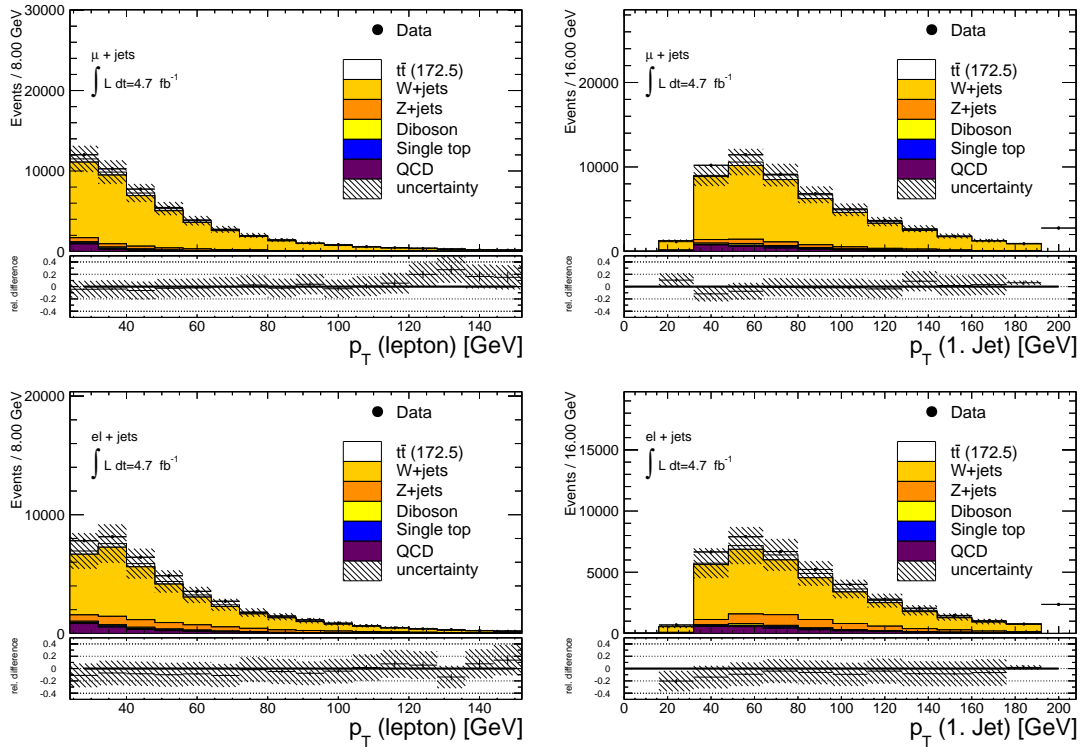 Events / 8.00 GeV
30000
20000
10000
0
μ + jets
∫ L dt=4.7 fb⁻¹
Data
tt̄ (172.5)
W+jets
Z+jets
Diboson
Single top
QCD
uncertainty
rel. difference
0.4
0.2
0
-0.2
-0.4
40 60 80 100 120 140
p_T (lepton) [GeV]
Events / 16.00 GeV
20000
10000
0
μ + jets
∫ L dt=4.7 fb⁻¹
Data
tt̄ (172.5)
W+jets
Z+jets
Diboson
Single top
QCD
uncertainty
rel. difference
0.4
0.2
0
-0.2
-0.4
0 20 40 60 80 100 120 140 160 180 200
p_T (1. Jet) [GeV]
Events / 8.00 GeV
20000
10000
0
el + jets
∫ L dt=4.7 fb⁻¹
Data
tt̄ (172.5)
W+jets
Z+jets
Diboson
Single top
QCD
uncertainty
rel. difference
0.4
0.2
0
-0.2
-0.4
40 60 80 100 120 140
p_T (lepton) [GeV]
Events / 16.00 GeV
15000
10000
5000
0
el + jets
∫ L dt=4.7 fb⁻¹
Data
tt̄ (172.5)
W+jets
Z+jets
Diboson
Single top
QCD
uncertainty
rel. difference
0.4
0.2
0
-0.2
-0.4
0 20 40 60 80 100 120 140 160 180 200
p_T (1. Jet) [GeV]